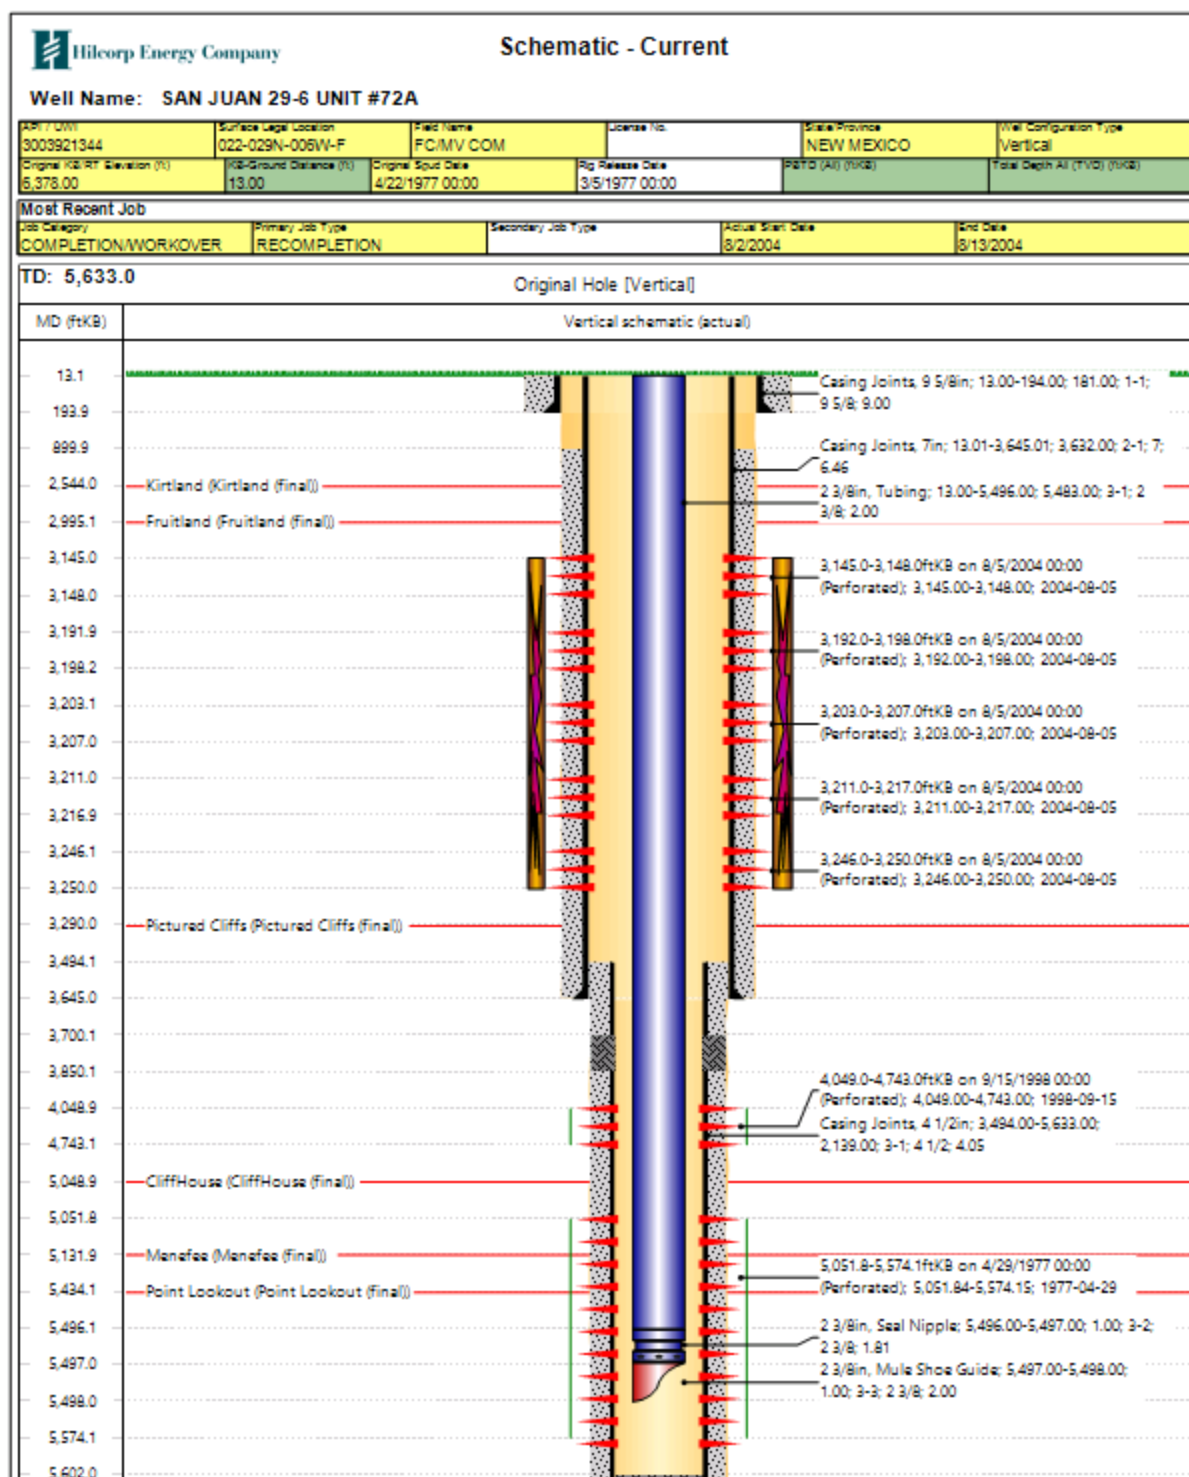 Hilcorp Energy Company
Schematic - Current
Well Name: SAN JUAN 29-6 UNIT #72A
API / UWI
Surface Legal Location
Field Name
License No.
State/Province
Well Configuration Type
3003921344
022-029N-006W-F
FC/MV COM
NEW MEXICO
Vertical
Original KB/RT Elevation (ft)
KB-Ground Distance (ft)
Original Spud Date
Rig Release Date
PBTD (All) (ftKB)
Total Depth All (TVD) (ftKB)
6,378.00
13.00
4/22/1977 00:00
3/5/1977 00:00
Most Recent Job
Job Category
Primary Job Type
Secondary Job Type
Actual Start Date
End Date
COMPLETION/WORKOVER
RECOMPLETION
8/2/2004
8/13/2004
TD: 5,633.0
Original Hole [Vertical]
MD (ftKB)
Vertical schematic (actual)
13.1
Casing Joints, 9 5/8in; 13.00-194.00; 181.00; 1-1;
9 5/8; 9.00
193.9
899.9
Casing Joints, 7in; 13.01-3,645.01; 3,632.00; 2-1; 7;
6.46
2,544.0
Kirtland (Kirtland (final))
2 3/8in, Tubing; 13.00-5,496.00; 5,483.00; 3-1; 2
3/8; 2.00
2,995.1
Fruitland (Fruitland (final))
3,145.0
3,145.0-3,148.0ftKB on 8/5/2004 00:00
(Perforated); 3,145.00-3,148.00; 2004-08-05
3,148.0
3,191.9
3,192.0-3,198.0ftKB on 8/5/2004 00:00
(Perforated); 3,192.00-3,198.00; 2004-08-05
3,198.2
3,203.1
3,203.0-3,207.0ftKB on 8/5/2004 00:00
(Perforated); 3,203.00-3,207.00; 2004-08-05
3,207.0
3,211.0
3,211.0-3,217.0ftKB on 8/5/2004 00:00
(Perforated); 3,211.00-3,217.00; 2004-08-05
3,216.9
3,246.1
3,246.0-3,250.0ftKB on 8/5/2004 00:00
(Perforated); 3,246.00-3,250.00; 2004-08-05
3,250.0
3,290.0
Pictured Cliffs (Pictured Cliffs (final))
3,494.1
3,645.0
3,700.1
3,850.1
4,049.0-4,743.0ftKB on 9/15/1998 00:00
(Perforated); 4,049.00-4,743.00; 1998-09-15
4,048.9
Casing Joints, 4 1/2in; 3,494.00-5,633.00;
2,139.00; 3-1; 4 1/2; 4.05
4,743.1
5,048.9
CliffHouse (CliffHouse (final))
5,051.8
5,131.9
Menefee (Menefee (final))
5,051.8-5,574.1ftKB on 4/29/1977 00:00
(Perforated); 5,051.84-5,574.15; 1977-04-29
5,434.1
Point Lookout (Point Lookout (final))
5,496.1
2 3/8in, Seal Nipple; 5,496.00-5,497.00; 1.00; 3-2;
2 3/8; 1.81
5,497.0
2 3/8in, Mule Shoe Guide; 5,497.00-5,498.00;
1.00; 3-3; 2 3/8; 2.00
5,498.0
5,574.1
5,602.0